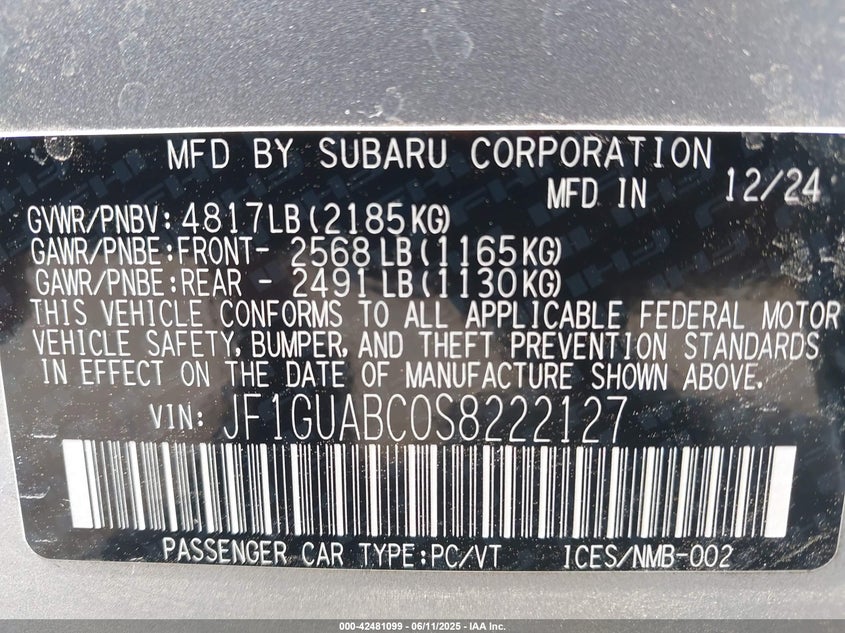 MFD BY SUBARU CORPORATION
MFD IN 12/24
GVWR/PNBV: 4817LB(2185KG)
GAWR/PNBE:FRONT- 2568LB(1165KG)
GAWR/PNBE:REAR - 2491LB(1130KG)
THIS VEHICLE CONFORMS TO ALL APPLICABLE FEDERAL MOTOR
VEHICLE SAFETY, BUMPER, AND THEFT PREVENTION STANDARDS
IN EFFECT ON THE DATE OF MANUFACTURE SHOWN ABOVE.
VIN: JF1GUABC0S8222127
PASSENGER CAR TYPE:PC/VT ICES/NMB-002
000-42481099 - 06/11/2025 - IAA Inc.